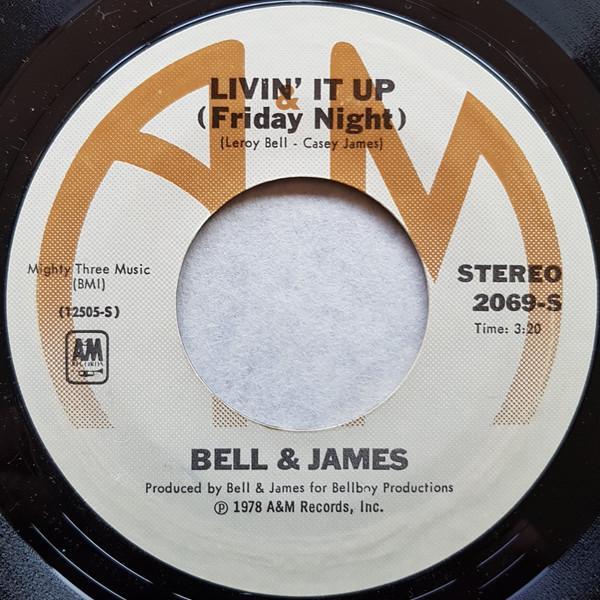 A&M
LIVIN' IT UP
(Friday Night)
(Leroy Bell - Casey James)
Mighty Three Music
(BMI)
(12505-S)
A&M
RECORDS
STEREO
2069-S
Time: 3:20
BELL & JAMES
Produced by Bell & James for Bellboy Productions
℗ 1978 A&M Records, Inc.